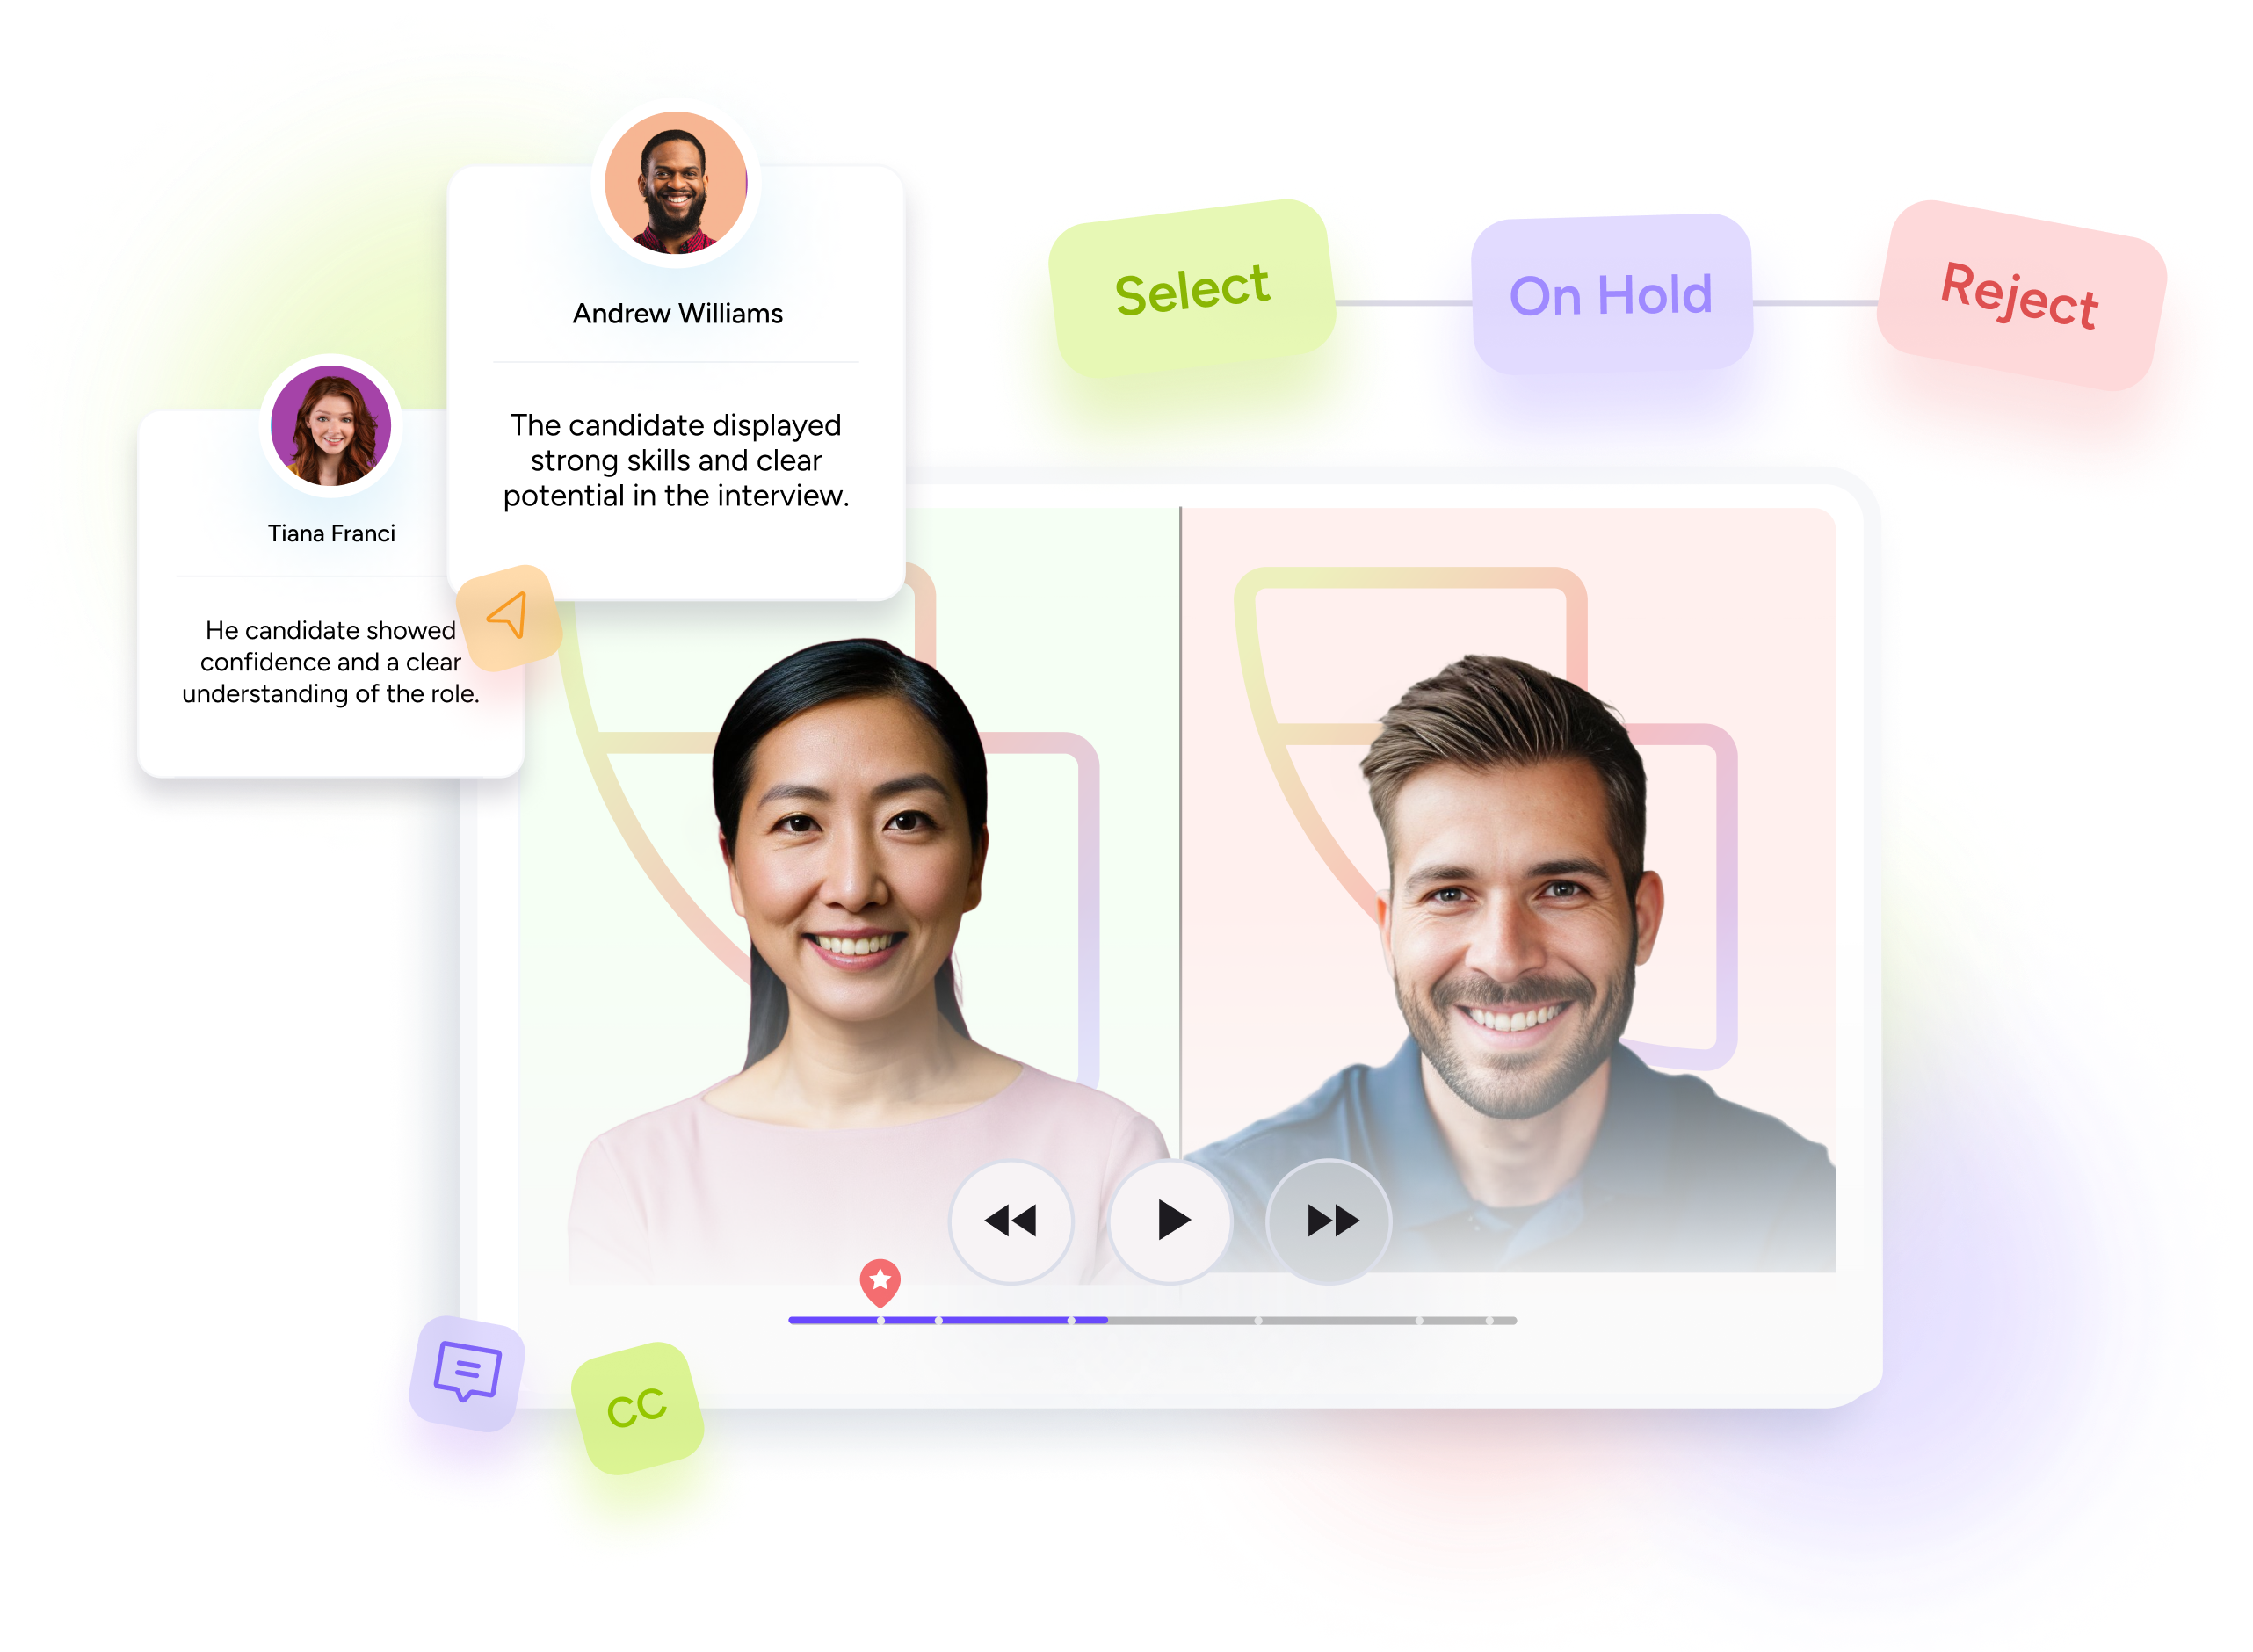 Andrew Williams
The candidate displayed
strong skills and clear
potential in the interview.
Tiana Franci
He candidate showed
confidence and a clear
understanding of the role.
Select
On Hold
Reject
CC